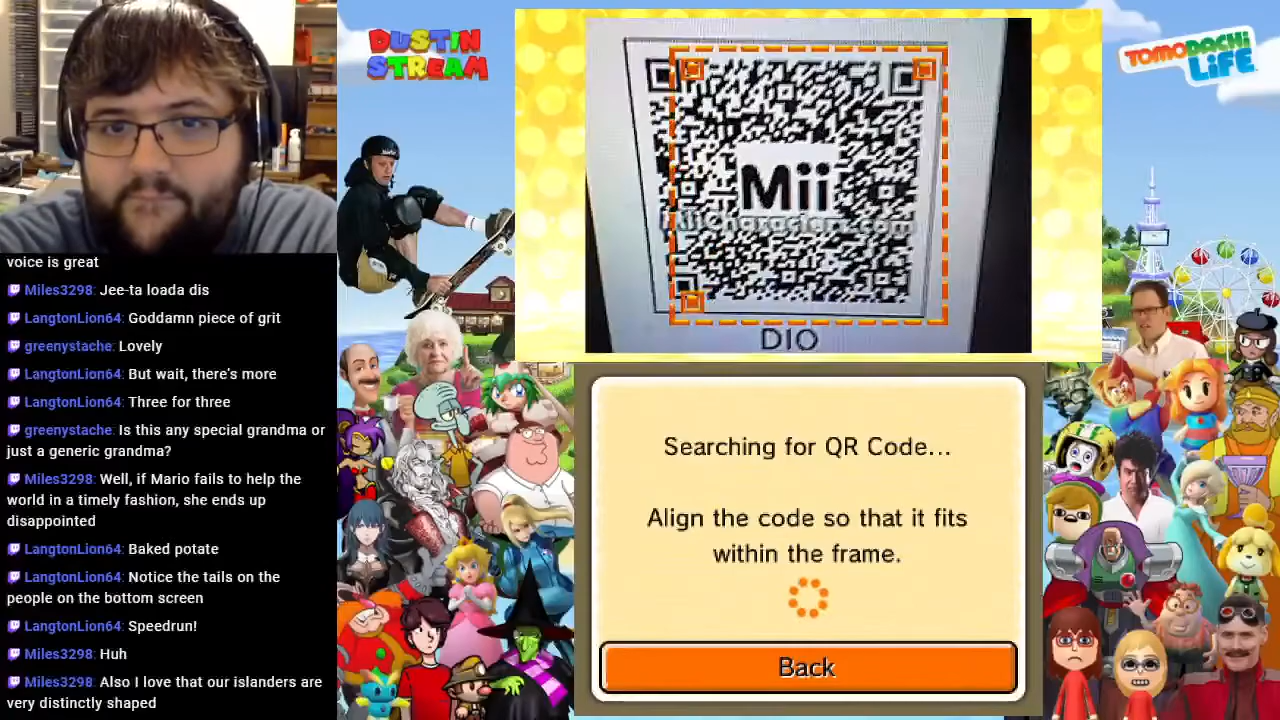 voice is great
Miles3298: Jee-ta loada dis
LangtonLion64: Goddamn piece of grit
greenystache: Lovely
LangtonLion64: But wait, there's more
LangtonLion64: Three for three
greenystache: Is this any special grandma or
just a generic grandma?
Miles3298: Well, if Mario fails to help the
world in a timely fashion, she ends up
disappointed
LangtonLion64: Baked potate
LangtonLion64: Notice the tails on the
people on the bottom screen
LangtonLion64: Speedrun!
Miles3298: Huh
Miles3298: Also I love that our islanders are
very distinctly shaped
DUSTIN
STREAM
Mii
MiiCharacters.com
DIO
Searching for QR Code...
Align the code so that it fits
within the frame.
Back
TOMODACHI
LiFE